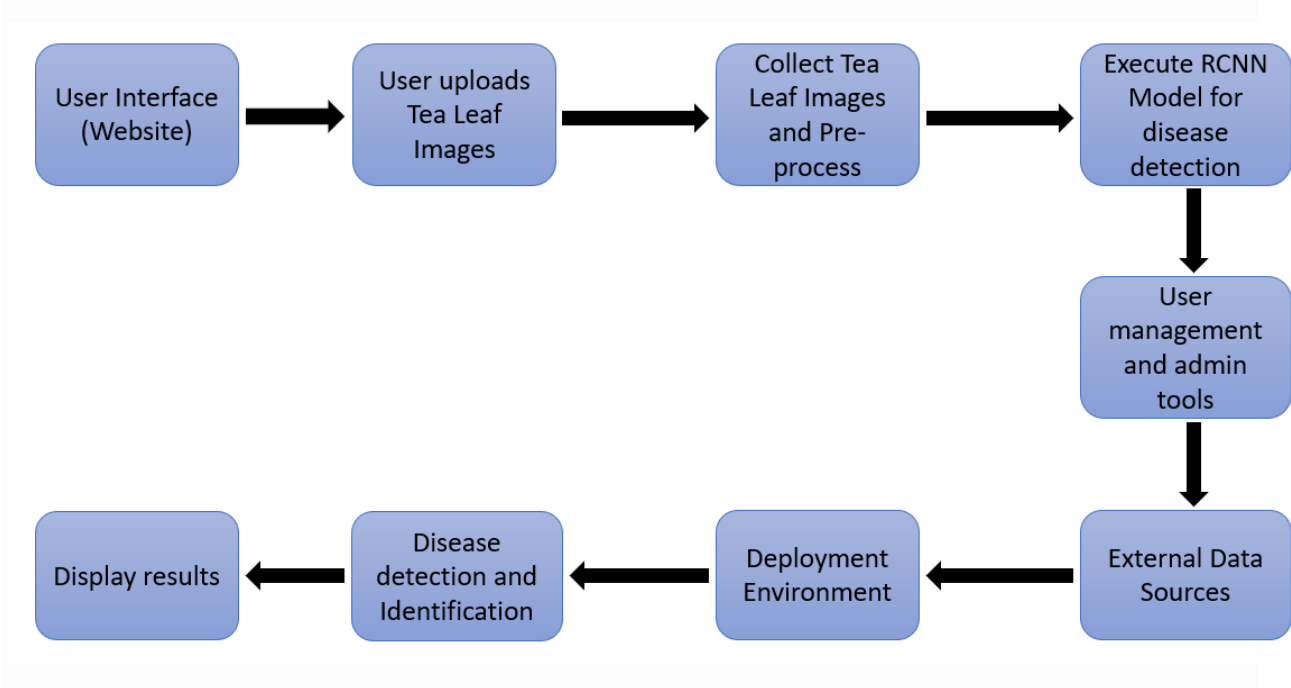 User Interface
(Website)
User uploads
Tea Leaf
Images
Collect Tea
Leaf Images
and Pre-
process
Execute RCNN
Model for
disease
detection
User
management
and admin
tools
External Data
Sources
Deployment
Environment
Disease
detection and
Identification
Display results